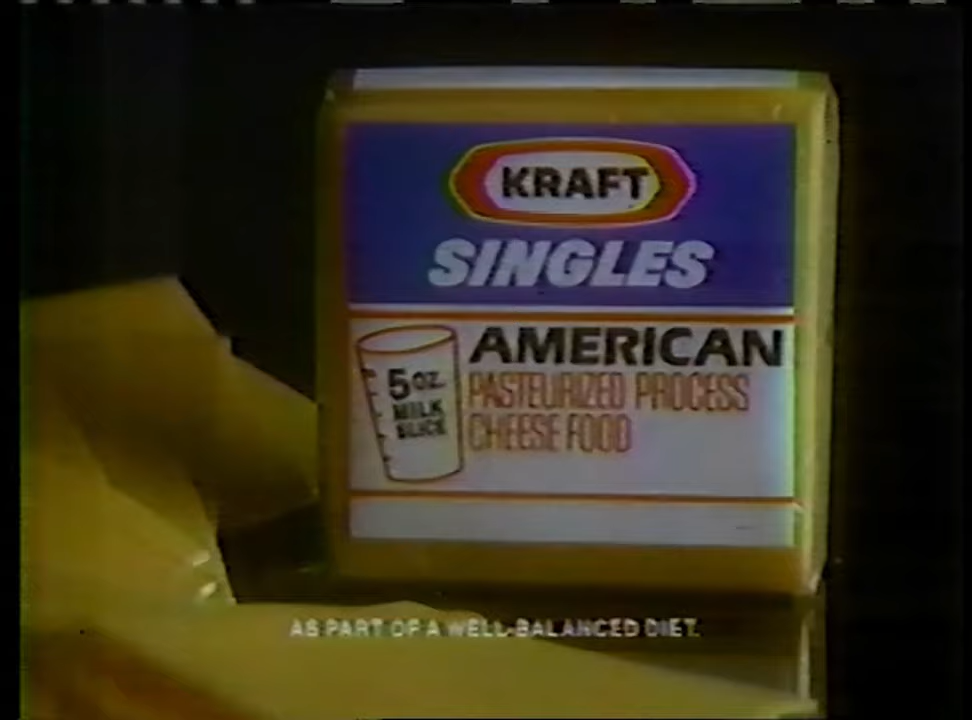 KRAFT
SINGLES
AMERICAN
PASTEURIZED PROCESS
CHEESE FOOD
5 OZ.
MILK
SLICE
AS PART OF A WELL-BALANCED DIET.